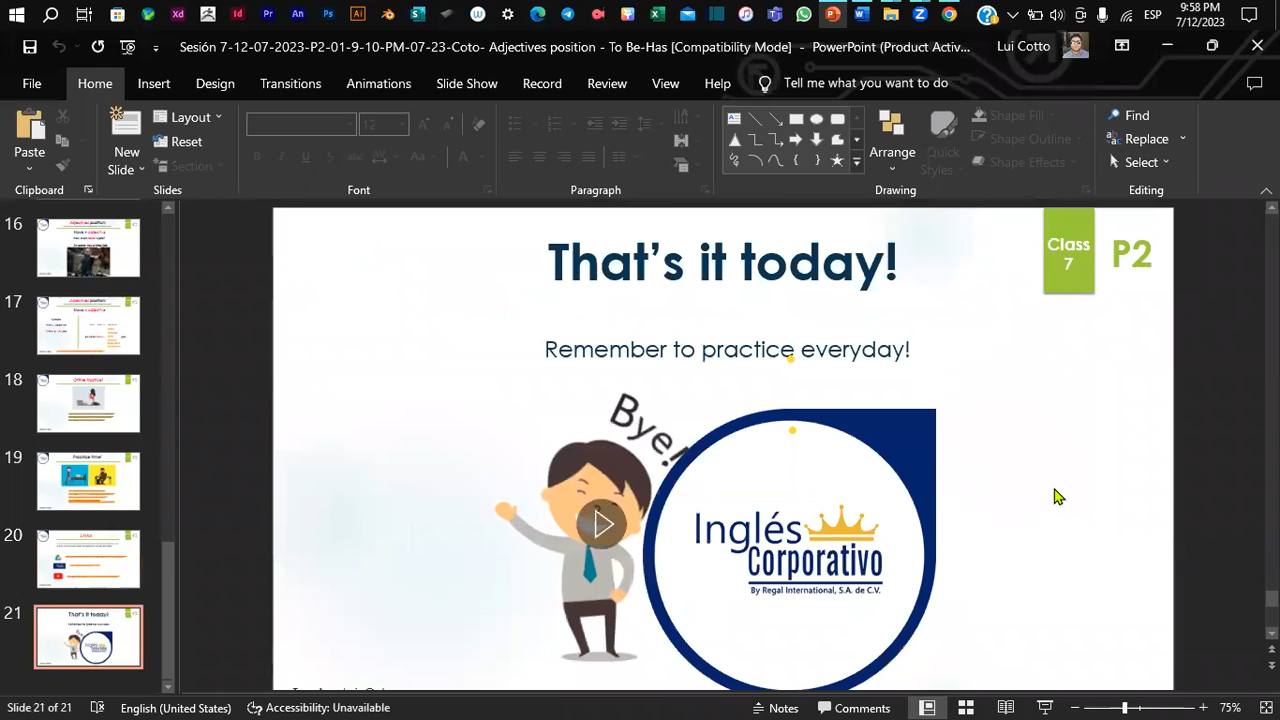 9:58 PM
ESP
7/12/2023
Sesión 7-12-07-2023-P2-01-9-10-PM-07-23-Coto- Adjectives position - To Be-Has [Compatibility Mode] - PowerPoint (Product Activ...
Lui Cotto
File Home Insert Design Transitions Animations Slide Show Record Review View Help Tell me what you want to do
Paste
Clipboard
New Slide
Layout
Reset
Section
Slides
12
Font
Paragraph
Arrange
Quick Styles
Shape Fill
Shape Outline
Shape Effects
Drawing
Find
Replace
Select
Editing
16
17
18
19
20
21
That's it today!
Class 7
P2
Remember to practice everyday!
Bye!
Inglés
Corporativo
By Regal International, S.A. de C.V.
Slide 21 of 21 English (United States) Accessibility: Unavailable Notes Comments 75%